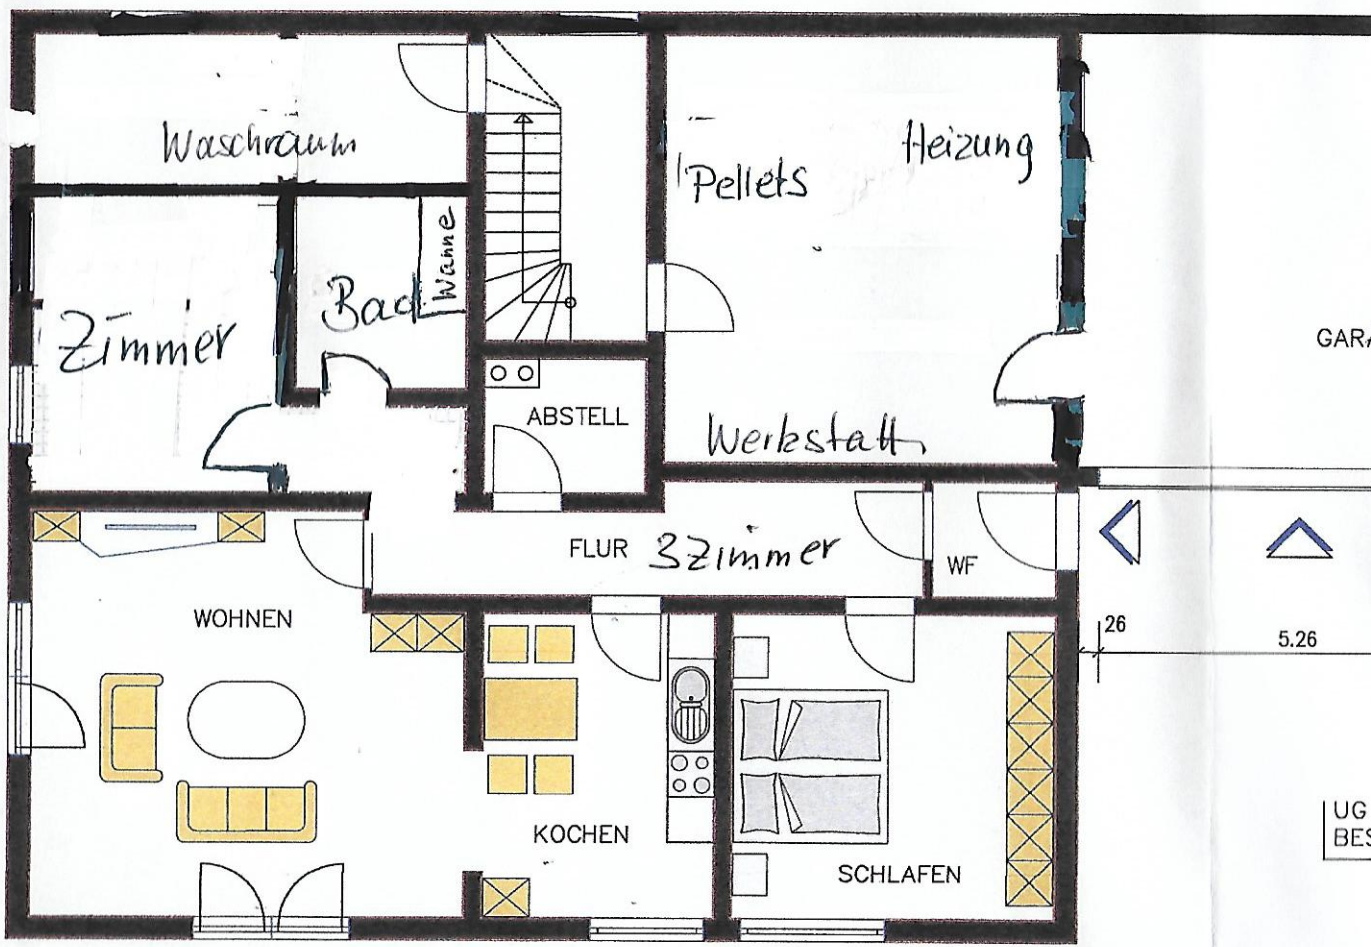 Waschraum
Heizung
Pellets
Wanne
Bad
Zimmer
GARA
ABSTELL
Werkstatt
FLUR
3zimmer
WF
WOHNEN
26
5.26
KOCHEN
SCHLAFEN
UG
BES